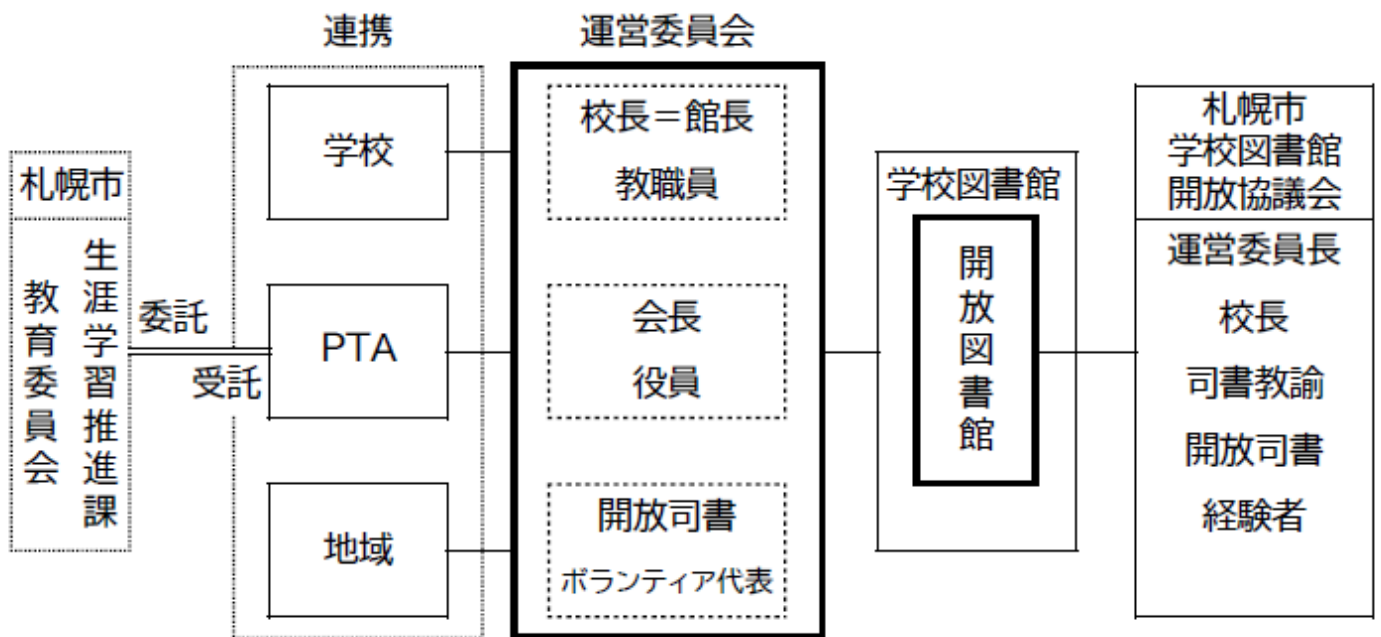 連携
運営委員会
札幌市
生涯学習推進課
教育委員会
委託
受託
学校
PTA
地域
校長＝館長
教職員
会長
役員
開放司書
ボランティア代表
学校図書館
開放図書館
札幌市
学校図書館
開放協議会
運営委員長
校長
司書教諭
開放司書
経験者